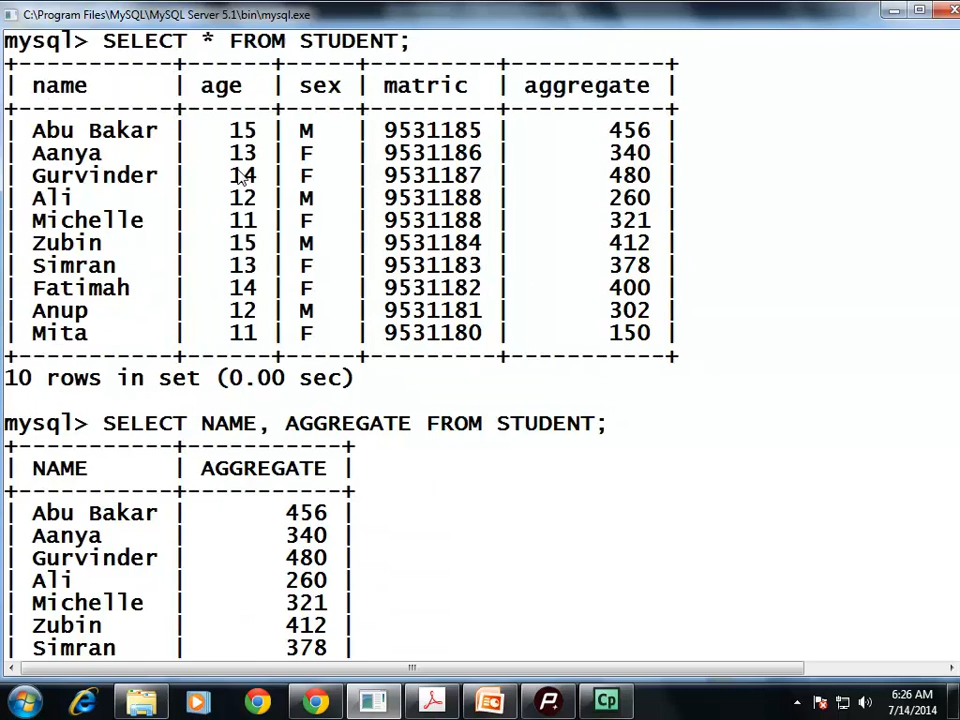 C:\Program Files\MySQL\MySQL Server 5.1\bin\mysql.exe
mysql> SELECT * FROM STUDENT;
+-----------+------+-----+---------+-----------+
| name | age | sex | matric | aggregate |
+-----------+------+-----+---------+-----------+
| Abu Bakar | 15 | M | 9531185 | 456 |
| Aanya | 13 | F | 9531186 | 340 |
| Gurvinder | 14 | F | 9531187 | 480 |
| Ali | 12 | M | 9531188 | 260 |
| Michelle | 11 | F | 9531188 | 321 |
| Zubin | 15 | M | 9531184 | 412 |
| Simran | 13 | F | 9531183 | 378 |
| Fatimah | 14 | F | 9531182 | 400 |
| Anup | 12 | M | 9531181 | 302 |
| Mita | 11 | F | 9531180 | 150 |
+-----------+------+-----+---------+-----------+
10 rows in set (0.00 sec)
mysql> SELECT NAME, AGGREGATE FROM STUDENT;
+-----------+-----------+
| NAME | AGGREGATE |
+-----------+-----------+
| Abu Bakar | 456 |
| Aanya | 340 |
| Gurvinder | 480 |
| Ali | 260 |
| Michelle | 321 |
| Zubin | 412 |
| Simran | 378 |
6:26 AM
7/14/2014